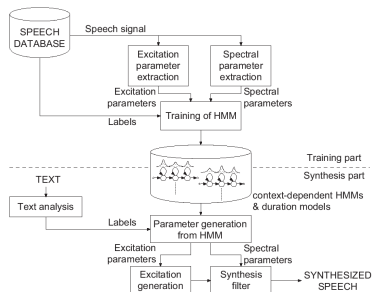 SPEECH
DATABASE
Speech signal
Excitation
parameter
extraction
Spectral
parameter
extraction
Excitation
parameters
Spectral
parameters
Labels
Training of HMM
Training part
Synthesis part
TEXT
context-dependent HMMs
& duration models
Text analysis
Labels
Parameter generation
from HMM
Excitation
parameters
Spectral
parameters
Excitation
generation
Synthesis
filter
SYNTHESIZED
SPEECH